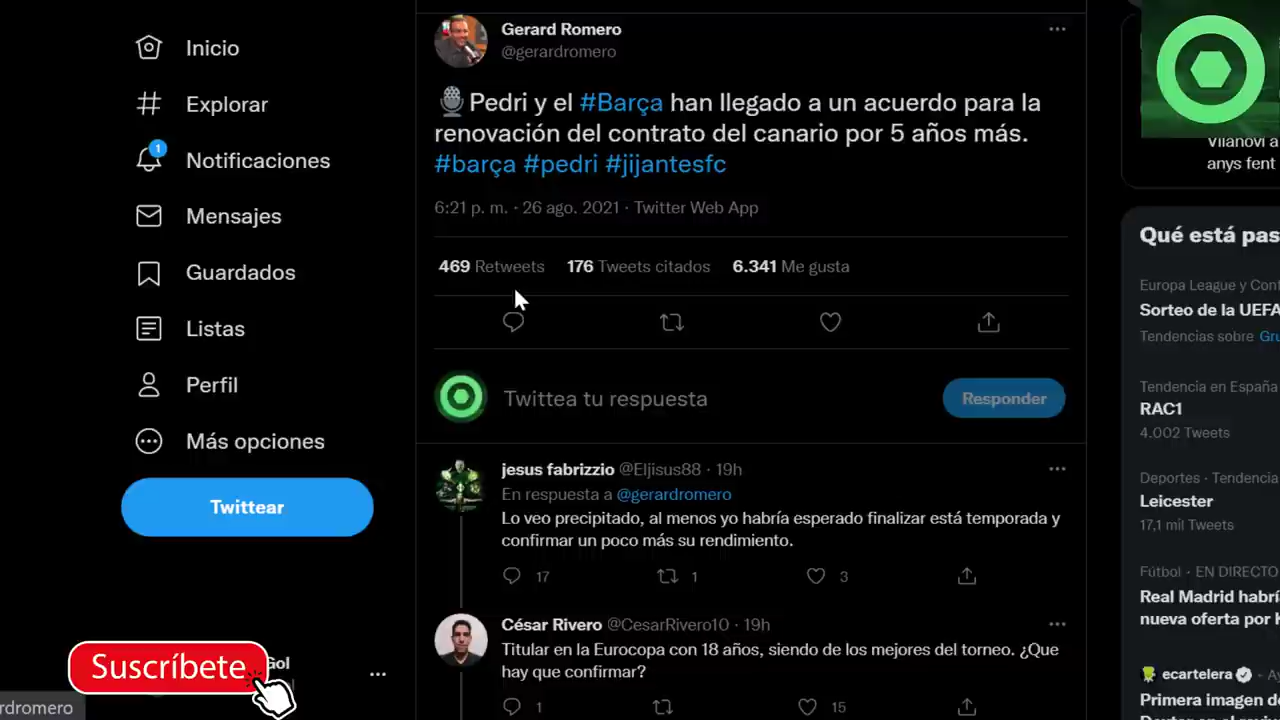 Inicio
Explorar
1
Notificaciones
Mensajes
Guardados
Listas
Perfil
Más opciones
Twittear
Suscríbete
Gol
rdromero
Gerard Romero
@gerardromero
🎙Pedri y el #Barça han llegado a un acuerdo para la
renovación del contrato del canario por 5 años más.
#barça #pedri #jijantesfc
6:21 p. m. · 26 ago. 2021 · Twitter Web App
469 Retweets 176 Tweets citados 6.341 Me gusta
Twittea tu respuesta
Responder
jesus fabrizzio @Eljisus88 · 19h
En respuesta a @gerardromero
Lo veo precipitado, al menos yo habría esperado finalizar está temporada y
confirmar un poco más su rendimiento.
17 1 3
César Rivero @CesarRivero10 · 19h
Titular en la Eurocopa con 18 años, siendo de los mejores del torneo. ¿Que
hay que confirmar?
1 15
Vilanovi a
anys fent
Qué está pas
Europa League y Conf
Sorteo de la UEFA
Tendencias sobre Gru
Tendencia en España
RAC1
4.002 Tweets
Deportes · Tendencia
Leicester
17,1 mil Tweets
Fútbol · EN DIRECTO
Real Madrid habrí
nueva oferta por
ecartelera
Primera imagen d